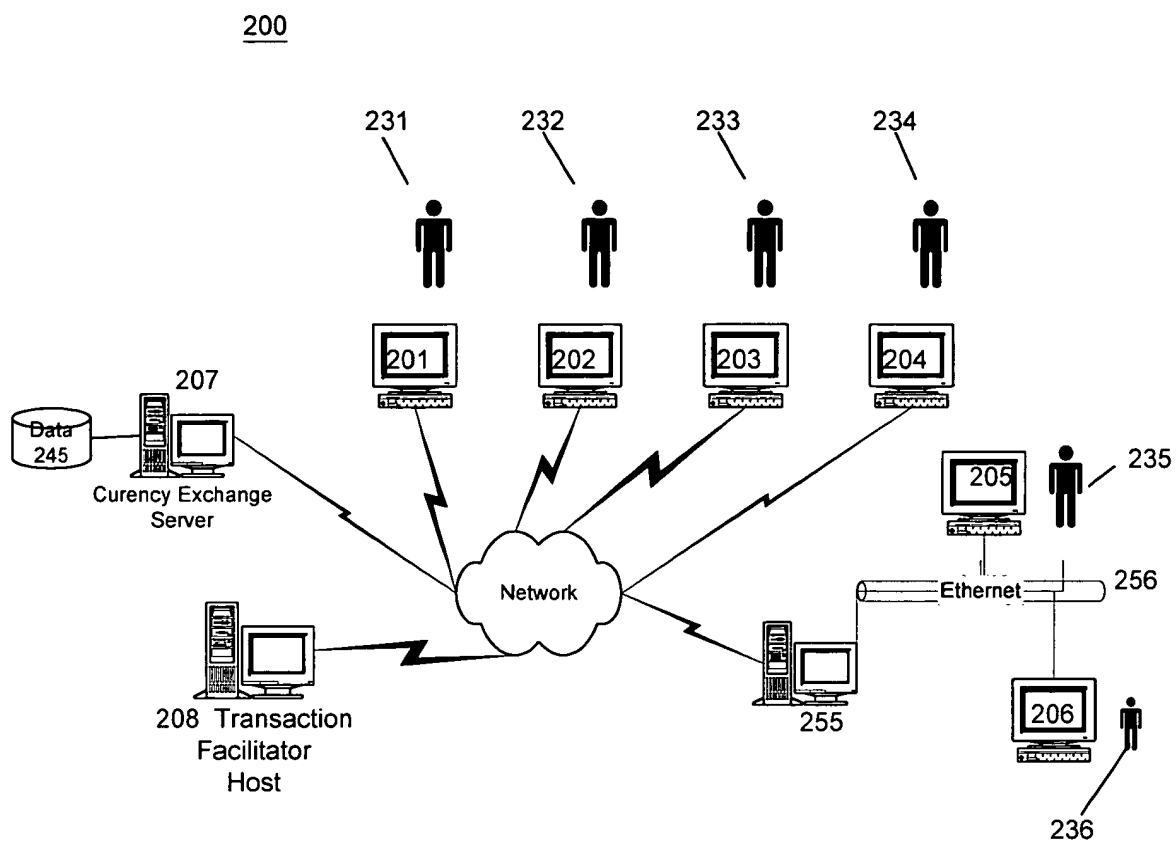 200
231
232
233
234
201
202
203
204
207
Data
245
Curency Exchange
Server
205
235
Network
Ethernet
256
208 Transaction
Facilitator
Host
255
206
236